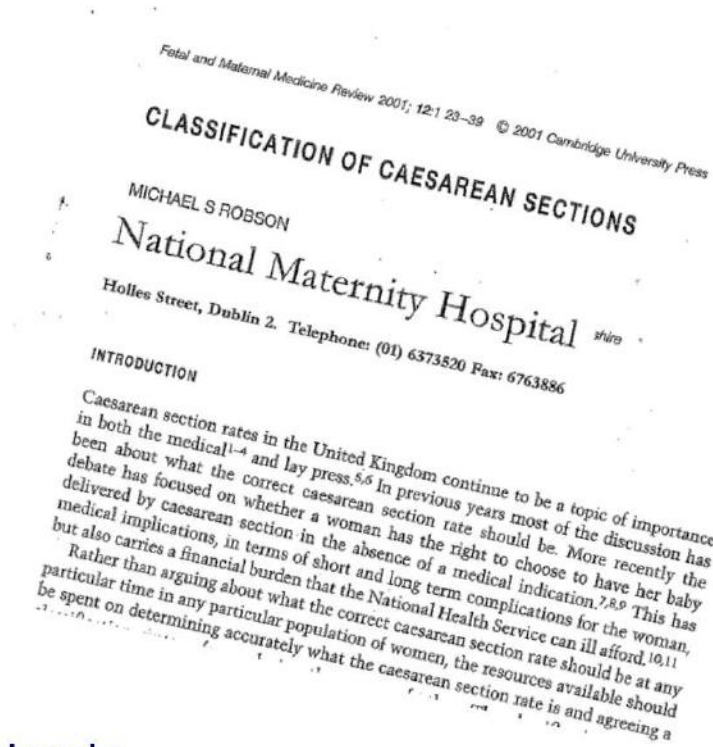 Fetal and Maternal Medicine Review 2001; 12:1 23–39 © 2001 Cambridge University Press
CLASSIFICATION OF CAESAREAN SECTIONS
MICHAEL S ROBSON
National Maternity Hospital shire
Holles Street, Dublin 2. Telephone: (01) 6373520 Fax: 6763886
INTRODUCTION
Caesarean section rates in the United Kingdom continue to be a topic of importance
in both the medical1–4 and lay press.5,6 In previous years most of the discussion has
been about what the correct caesarean section rate should be. More recently the
debate has focused on whether a woman has the right to choose to have her baby
delivered by caesarean section in the absence of a medical indication.7,8,9 This has
medical implications, in terms of short and long term complications for the woman,
but also carries a financial burden that the National Health Service can ill afford.10,11
Rather than arguing about what the correct caesarean section rate should be at any
particular time in any particular population of women, the resources available should
be spent on determining accurately what the caesarean section rate is and agreeing a